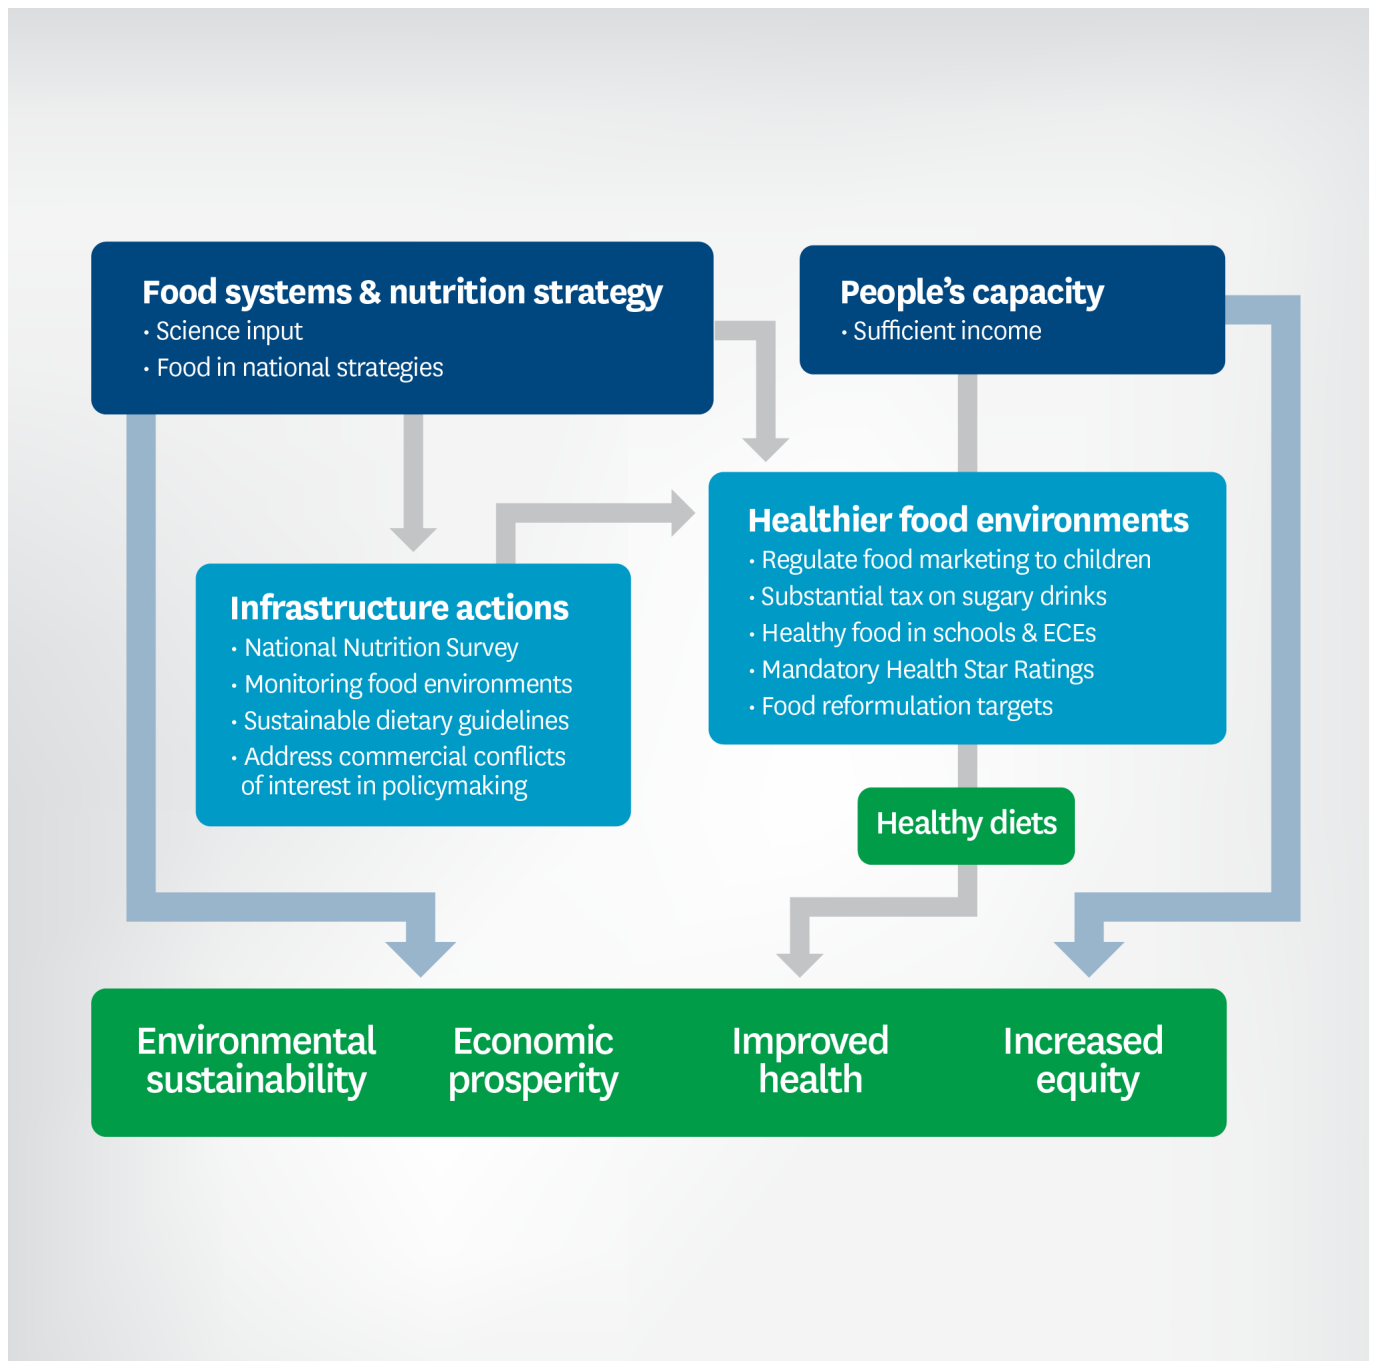 Food systems & nutrition strategy
· Science input
· Food in national strategies
People’s capacity
· Sufficient income
Infrastructure actions
· National Nutrition Survey
· Monitoring food environments
· Sustainable dietary guidelines
· Address commercial conflicts
of interest in policymaking
Healthier food environments
· Regulate food marketing to children
· Substantial tax on sugary drinks
· Healthy food in schools & ECEs
· Mandatory Health Star Ratings
· Food reformulation targets
Healthy diets
Environmental
sustainability
Economic
prosperity
Improved
health
Increased
equity